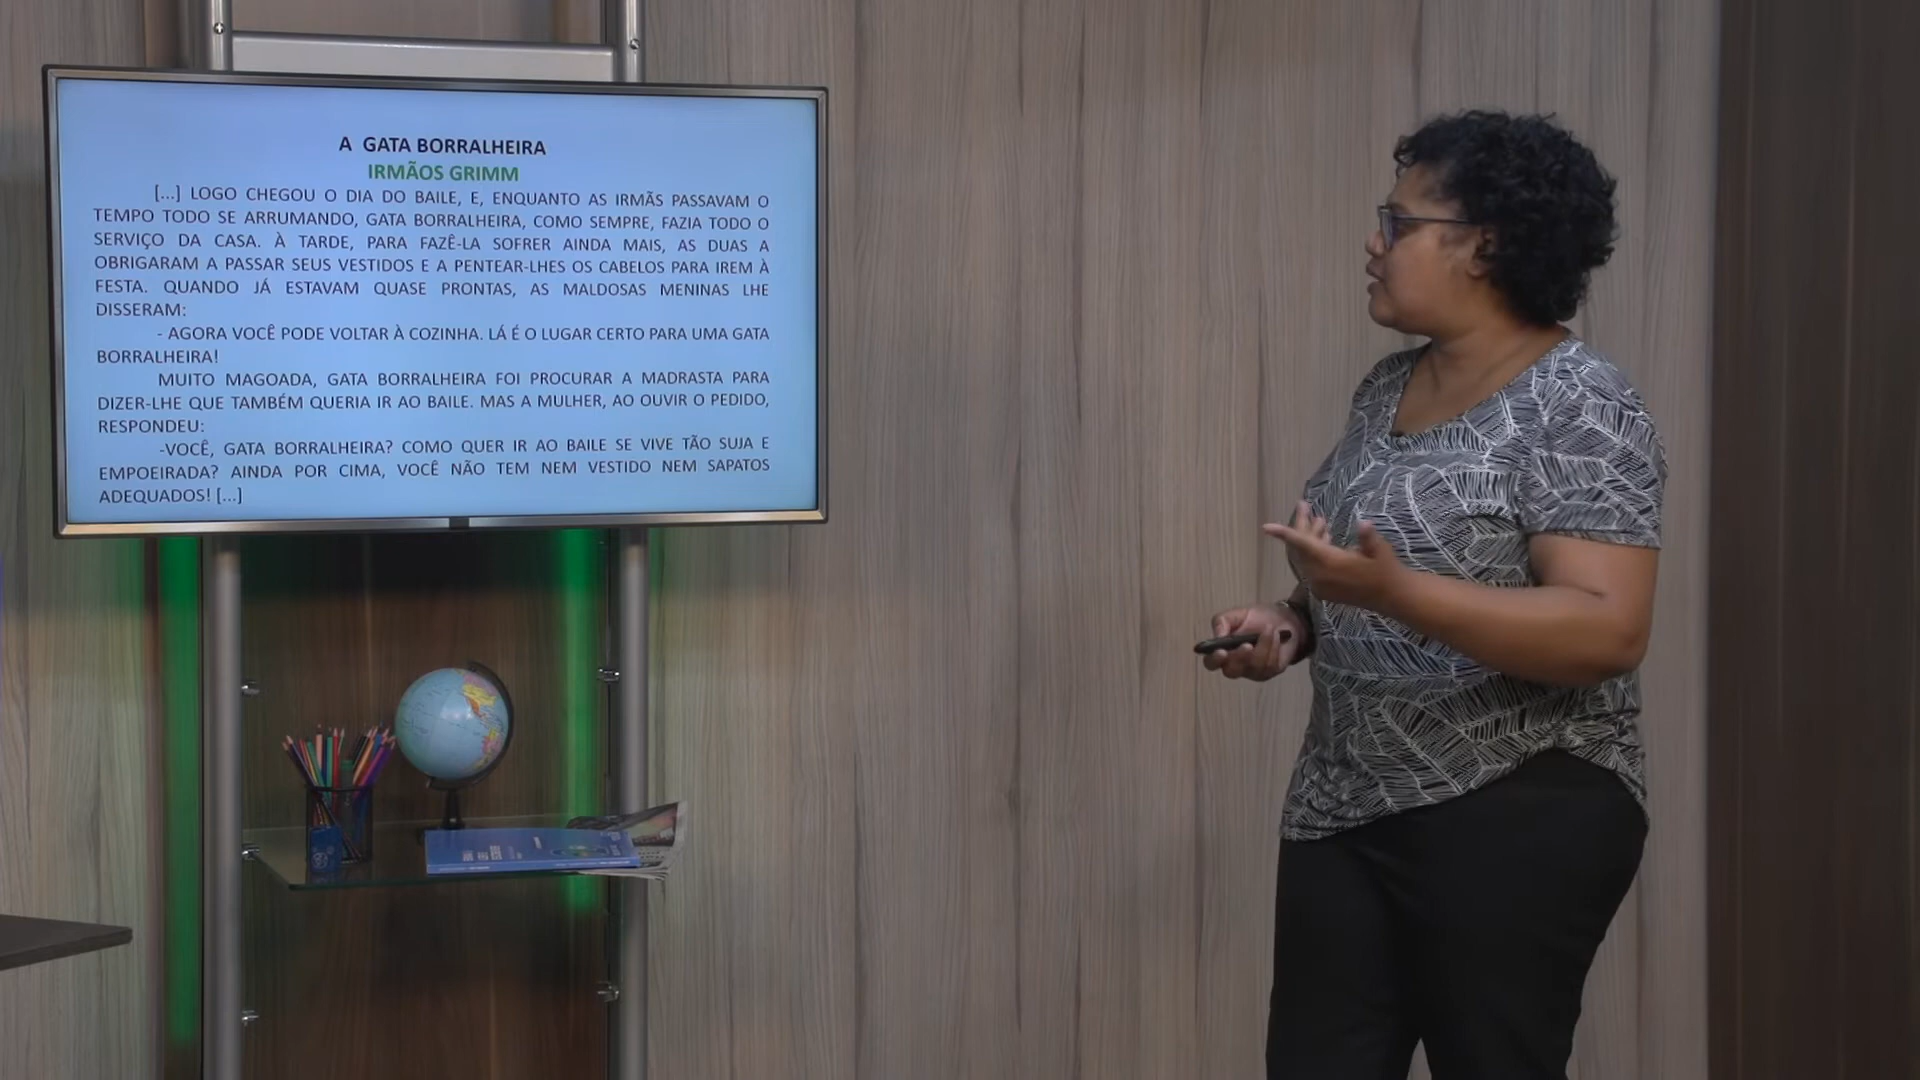 A GATA BORRALHEIRA
IRMÃOS GRIMM
[...] LOGO CHEGOU O DIA DO BAILE, E, ENQUANTO AS IRMÃS PASSAVAM O
TEMPO TODO SE ARRUMANDO, GATA BORRALHEIRA, COMO SEMPRE, FAZIA TODO O
SERVIÇO DA CASA. À TARDE, PARA FAZÊ-LA SOFRER AINDA MAIS, AS DUAS A
OBRIGARAM A PASSAR SEUS VESTIDOS E A PENTEAR-LHES OS CABELOS PARA IREM À
FESTA. QUANDO JÁ ESTAVAM QUASE PRONTAS, AS MALDOSAS MENINAS LHE
DISSERAM:
- AGORA VOCÊ PODE VOLTAR À COZINHA. LÁ É O LUGAR CERTO PARA UMA GATA
BORRALHEIRA!
MUITO MAGOADA, GATA BORRALHEIRA FOI PROCURAR A MADRASTA PARA
DIZER-LHE QUE TAMBÉM QUERIA IR AO BAILE. MAS A MULHER, AO OUVIR O PEDIDO,
RESPONDEU:
-VOCÊ, GATA BORRALHEIRA? COMO QUER IR AO BAILE SE VIVE TÃO SUJA E
EMPOEIRADA? AINDA POR CIMA, VOCÊ NÃO TEM NEM VESTIDO NEM SAPATOS
ADEQUADOS! [...]